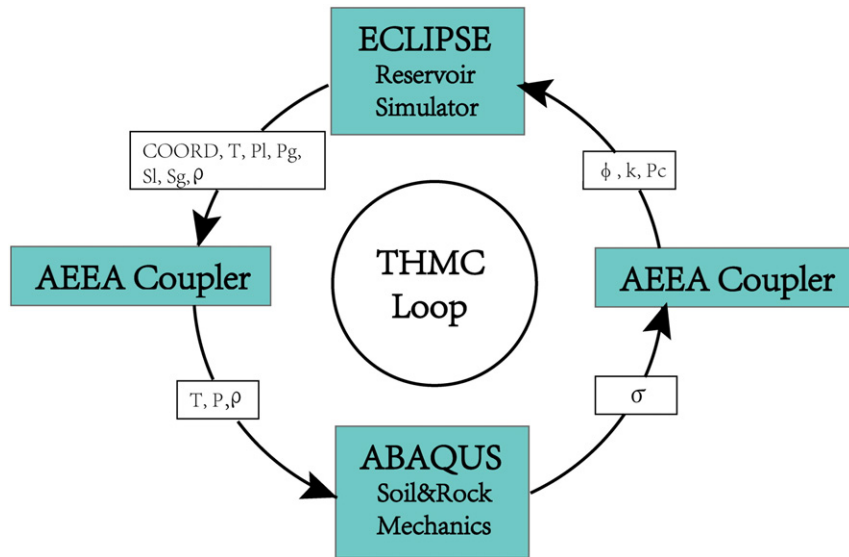 ECLIPSE
Reservoir
Simulator
COORD, T, Pl, Pg,
Sl, Sg, ρ
ϕ, k, Pc
THMC
Loop
AEEA Coupler
AEEA Coupler
T, P, ρ
σ
ABAQUS
Soil&Rock
Mechanics